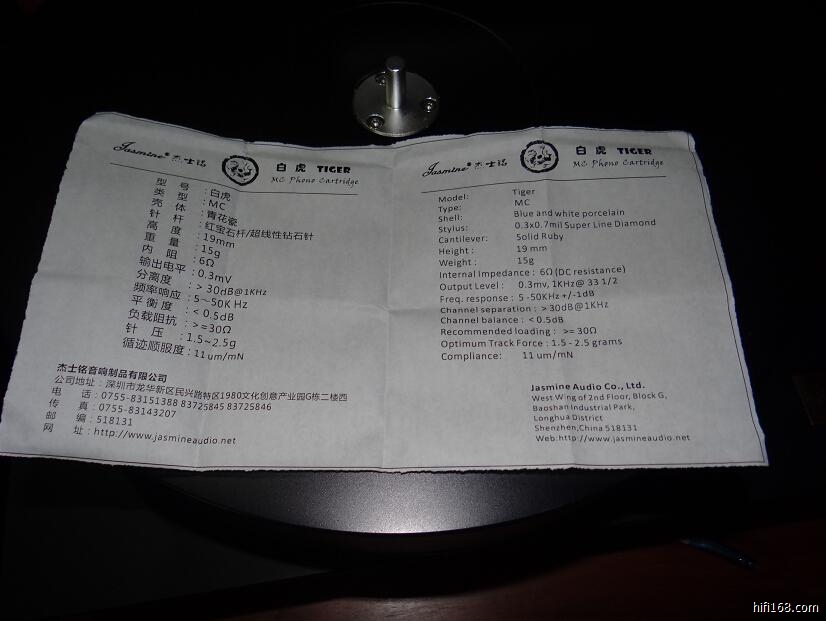 Jasmine® 杰士铭 白虎 TIGER
MC Phono Cartridge
型 号 : 白虎
类 型 : MC
壳 体 : 青花瓷
针 杆 : 红宝石杆/超线性钻石针
高 度 : 19mm
重 量 : 15g
内 阻 : 6Ω
输出电平 : 0.3mV
分离度 : > 30dB@1KHz
频率响应 : 5~50K Hz
平 衡 度 : < 0.5dB
负载阻抗 : >=30Ω
针 压 : 1.5~2.5g
循迹顺服度 : 11um/mN
杰士铭音响制品有限公司
公司地址 : 深圳市龙华新区民兴路特区1980文化创意产业园G栋二楼西
电 话 : 0755-83151388 83725845 83725846
传 真 : 0755-83143207
邮 编 : 518131
网 址 : http://www.jasmineaudio.net
Jasmine® 杰士铭 白虎 TIGER
MC Phono Cartridge
Model: Tiger
Type: MC
Shell: Blue and white porcelain
Stylus: 0.3x0.7mil Super Line Diamond
Cantilever: Solid Ruby
Height : 19 mm
Weight : 15g
Internal Impedance : 6Ω (DC resistance)
Output Level : 0.3mv, 1KHz@ 33 1/2
Freq. response : 5 -50KHz +/-1dB
Channel separation : > 30dB@1KHz
Channel balance : < 0.5dB
Recommended loading : >= 30Ω
Optimum Track Force : 1.5 - 2.5 grams
Compliance: 11 um/mN
Jasmine Audio Co., Ltd.
West Wing of 2nd Floor, Block G,
Baoshan Industrial Park,
Longhua District
Shenzhen,China 518131
Web:http://www.jasmineaudio.net
hifi168.com